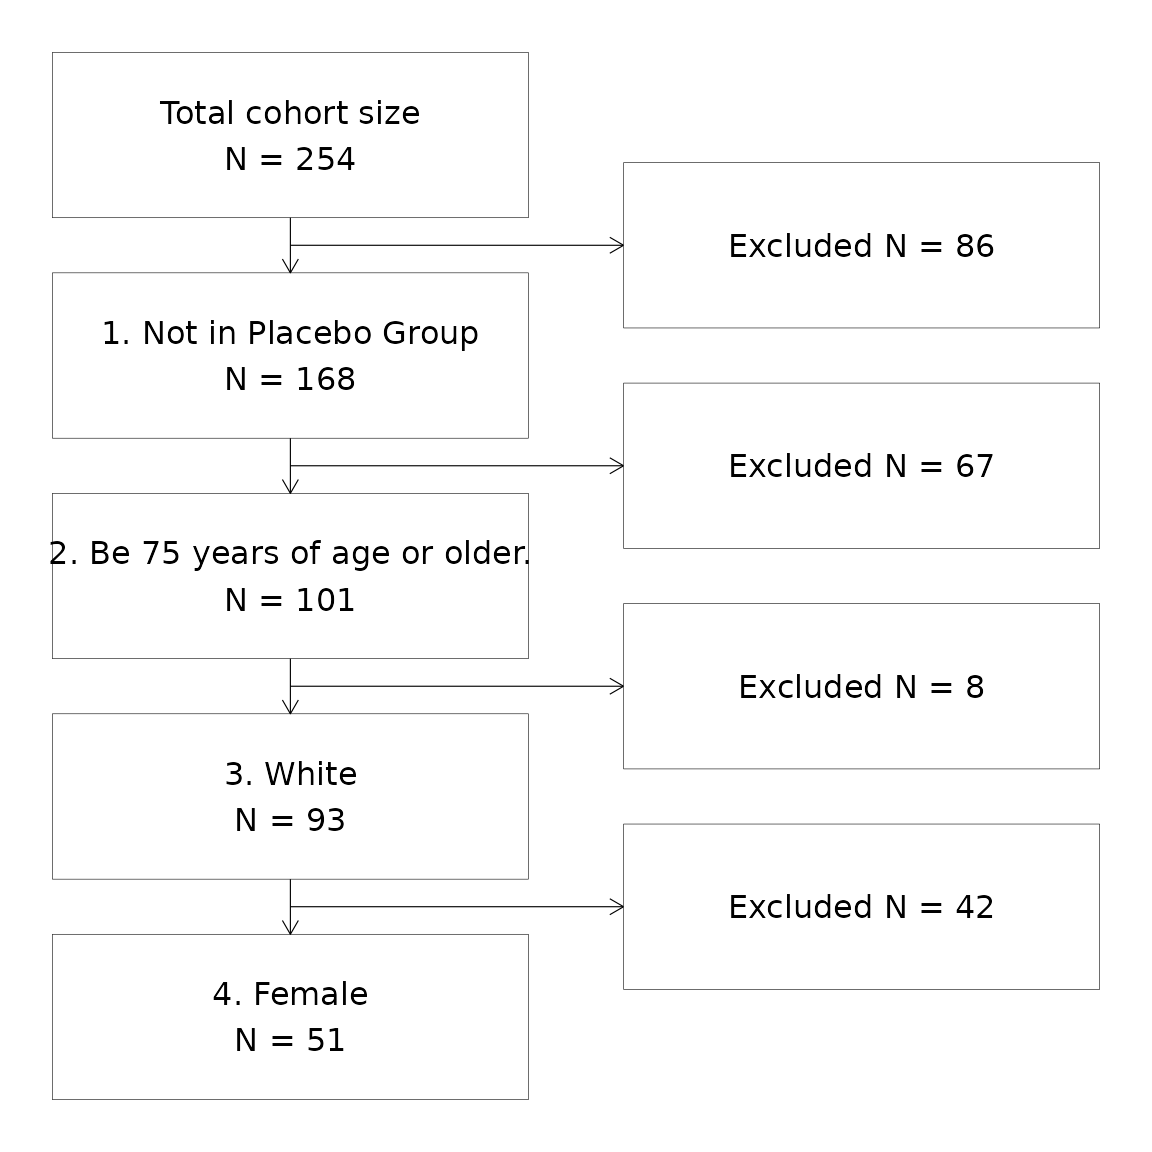 Total cohort size
N = 254
Excluded N = 86
1. Not in Placebo Group
N = 168
Excluded N = 67
2. Be 75 years of age or older.
N = 101
Excluded N = 8
3. White
N = 93
Excluded N = 42
4. Female
N = 51